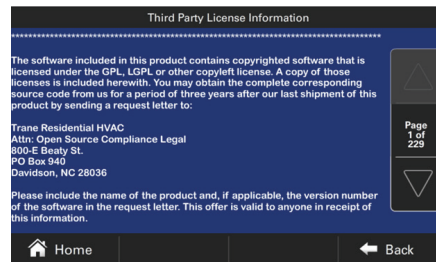 Third Party License Information
********************************************************************************
The software included in this product contains copyrighted software that is
licensed under the GPL, LGPL or other copyleft license. A copy of those
licenses is included herewith. You may obtain the complete corresponding
source code from us for a period of three years after our last shipment of this
product by sending a request letter to:
Trane Residential HVAC
Attn: Open Source Compliance Legal
800-E Beaty St.
PO Box 940
Davidson, NC 28036
Please include the name of the product and, if applicable, the version number
of the software in the request letter. This offer is valid to anyone in receipt of
this information.
Page
1 of
229
Home
Back